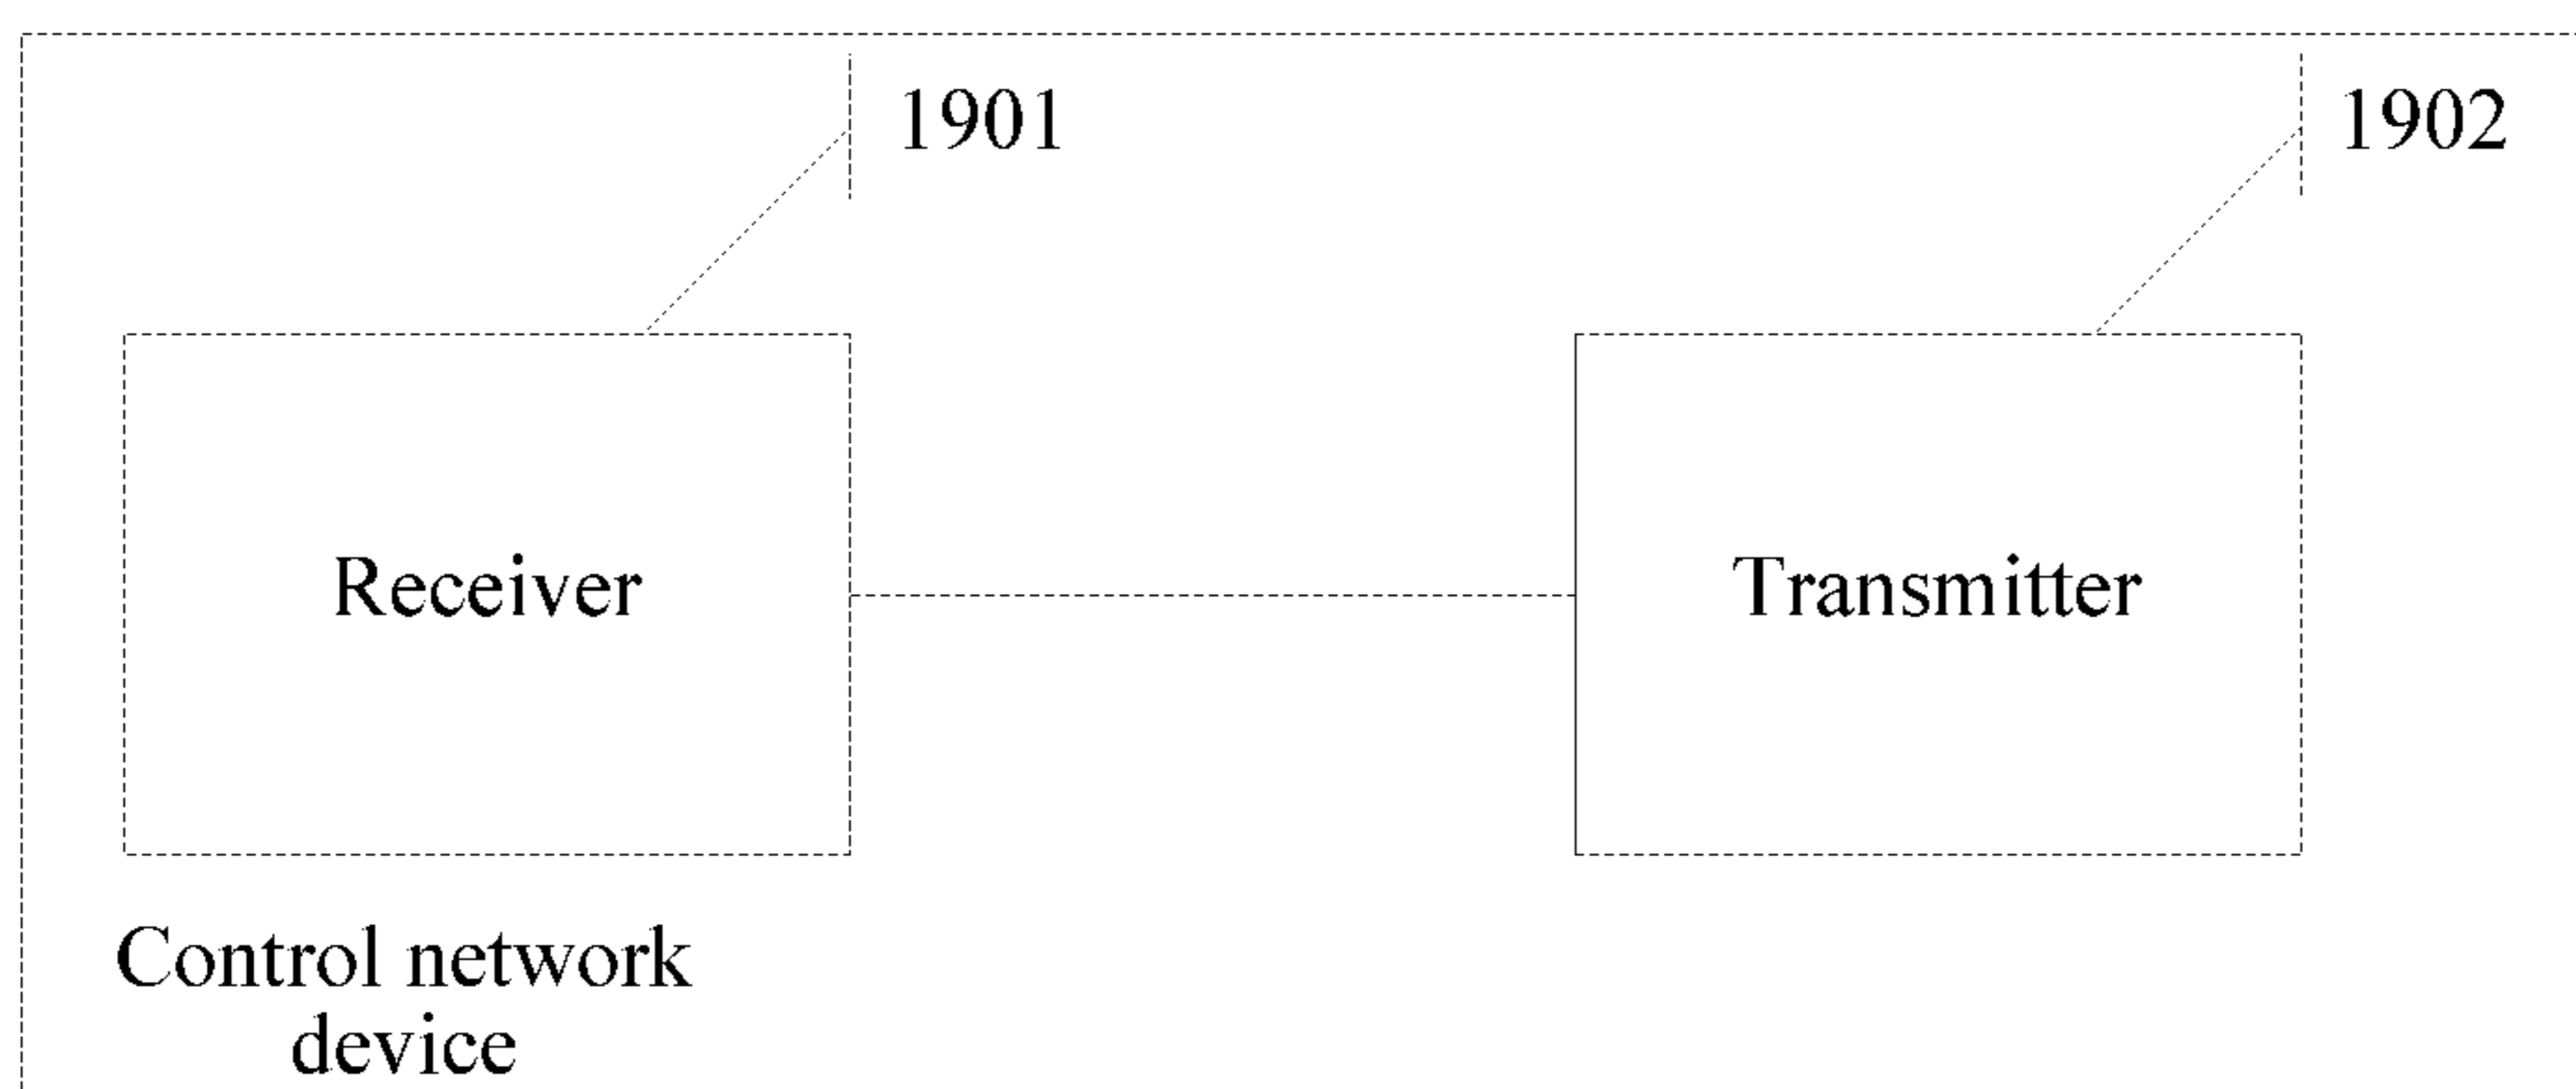 1901
1902
Receiver
Transmitter
Control network
device